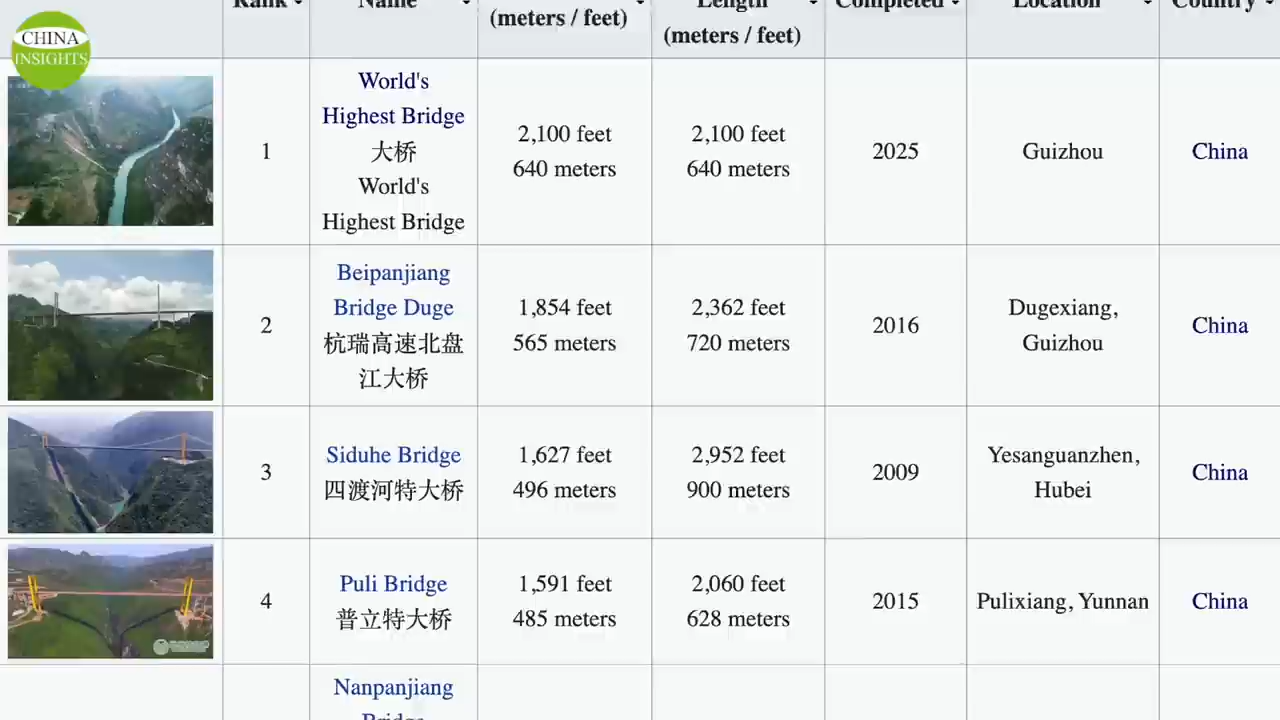 CHINA
INSIGHTS
Rank
Name
(meters / feet)
Length
(meters / feet)
Completed
Location
Country
World's
Highest Bridge
大桥
World's
Highest Bridge
1
2,100 feet
640 meters
2,100 feet
640 meters
2025
Guizhou
China
2
Beipanjiang
Bridge Duge
杭瑞高速北盘
江大桥
1,854 feet
565 meters
2,362 feet
720 meters
2016
Dugexiang,
Guizhou
China
3
Siduhe Bridge
四渡河特大桥
1,627 feet
496 meters
2,952 feet
900 meters
2009
Yesanguanzhen,
Hubei
China
4
Puli Bridge
普立特大桥
1,591 feet
485 meters
2,060 feet
628 meters
2015
Pulixiang, Yunnan
China
Nanpanjiang
Bridge